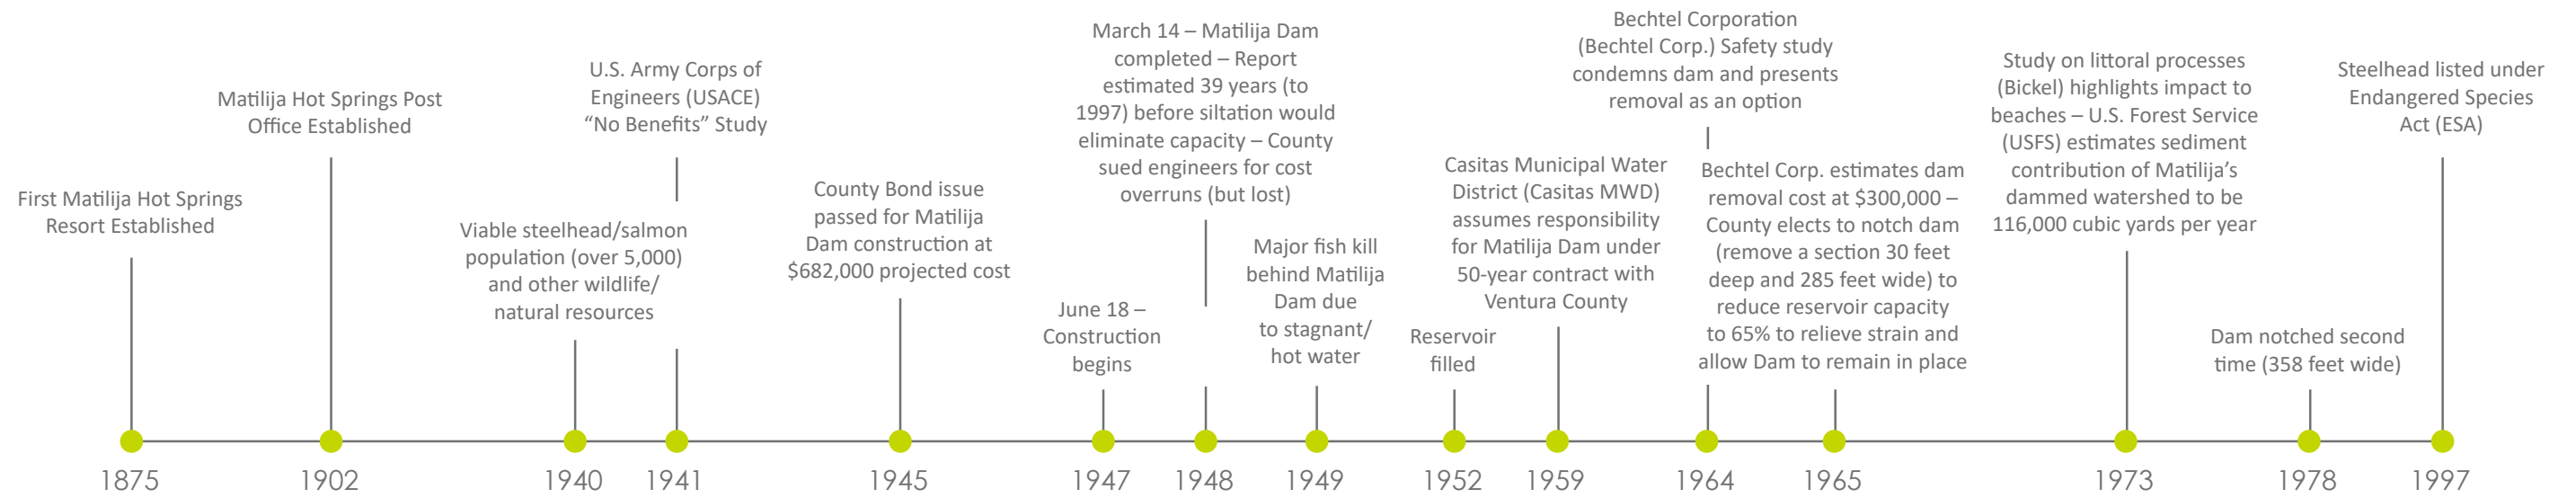 First Matilija Hot Springs
Resort Established
Matilija Hot Springs Post
Office Established
Viable steelhead/salmon
population (over 5,000)
and other wildlife/
natural resources
U.S. Army Corps of
Engineers (USACE)
“No Benefits” Study
County Bond issue
passed for Matilija
Dam construction at
$682,000 projected cost
June 18 –
Construction
begins
March 14 – Matilija Dam
completed – Report
estimated 39 years (to
1997) before siltation would
eliminate capacity – County
sued engineers for cost
overruns (but lost)
Major fish kill
behind Matilija
Dam due
to stagnant/
hot water
Reservoir
filled
Casitas Municipal Water
District (Casitas MWD)
assumes responsibility
for Matilija Dam under
50-year contract with
Ventura County
Bechtel Corporation
(Bechtel Corp.) Safety study
condemns dam and presents
removal as an option
Bechtel Corp. estimates dam
removal cost at $300,000 –
County elects to notch dam
(remove a section 30 feet
deep and 285 feet wide) to
reduce reservoir capacity
to 65% to relieve strain and
allow Dam to remain in place
Study on littoral processes
(Bickel) highlights impact to
beaches – U.S. Forest Service
(USFS) estimates sediment
contribution of Matilija’s
dammed watershed to be
116,000 cubic yards per year
Dam notched second
time (358 feet wide)
Steelhead listed under
Endangered Species
Act (ESA)
1875
1902
1940
1941
1945
1947
1948
1949
1952
1959
1964
1965
1973
1978
1997